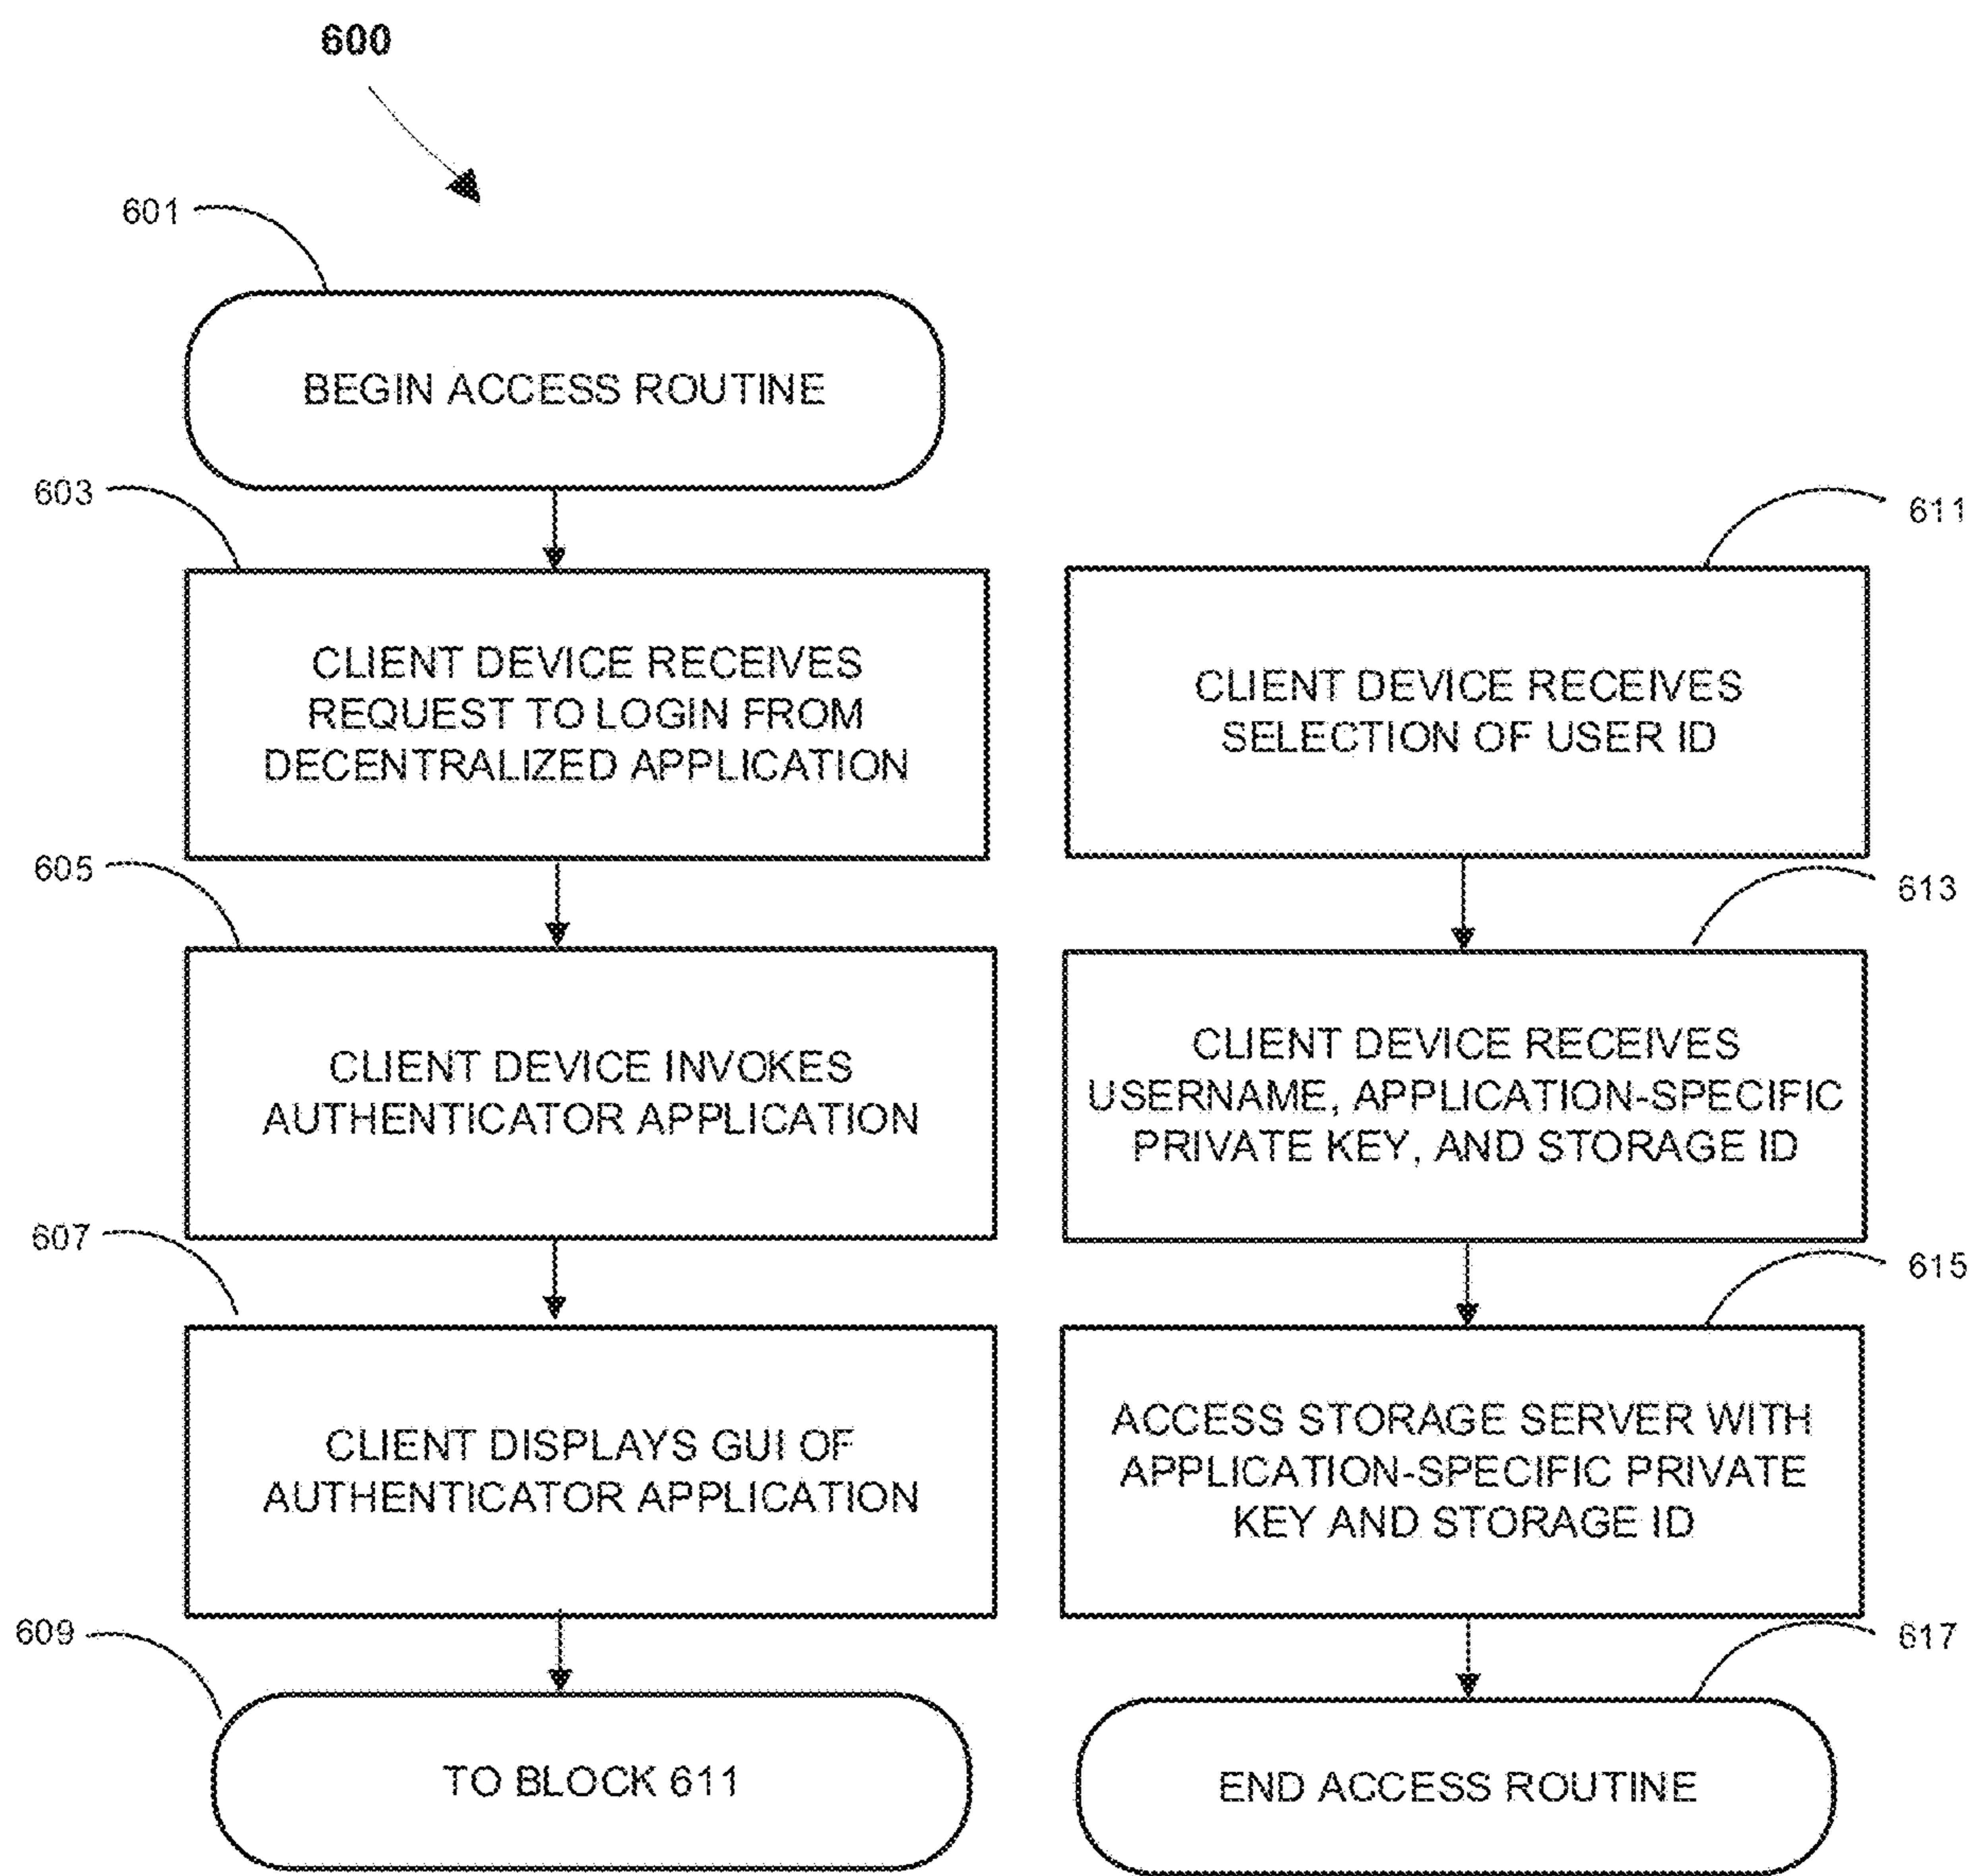 600
601
BEGIN ACCESS ROUTINE
603
CLIENT DEVICE RECEIVES
REQUEST TO LOGIN FROM
DECENTRALIZED APPLICATION
605
CLIENT DEVICE INVOKES
AUTHENTICATOR APPLICATION
607
CLIENT DISPLAYS GUI OF
AUTHENTICATOR APPLICATION
609
TO BLOCK 611
611
CLIENT DEVICE RECEIVES
SELECTION OF USER ID
613
CLIENT DEVICE RECEIVES
USERNAME, APPLICATION-SPECIFIC
PRIVATE KEY, AND STORAGE ID
615
ACCESS STORAGE SERVER WITH
APPLICATION-SPECIFIC PRIVATE
KEY AND STORAGE ID
617
END ACCESS ROUTINE